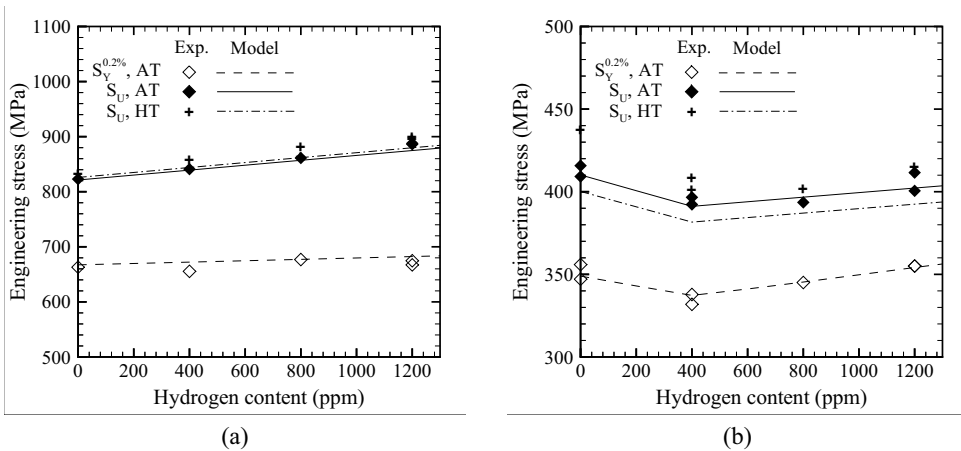 1100
1000
900
800
700
600
500
Engineering stress (MPa)
Exp. Model
S_Y^0.2%, AT
S_U, AT
S_U, HT
0 200 400 600 800 1000 1200
Hydrogen content (ppm)
(a)
500
450
400
350
300
Engineering stress (MPa)
Exp. Model
S_Y^0.2%, AT
S_U, AT
S_U, HT
0 200 400 600 800 1000 1200
Hydrogen content (ppm)
(b)